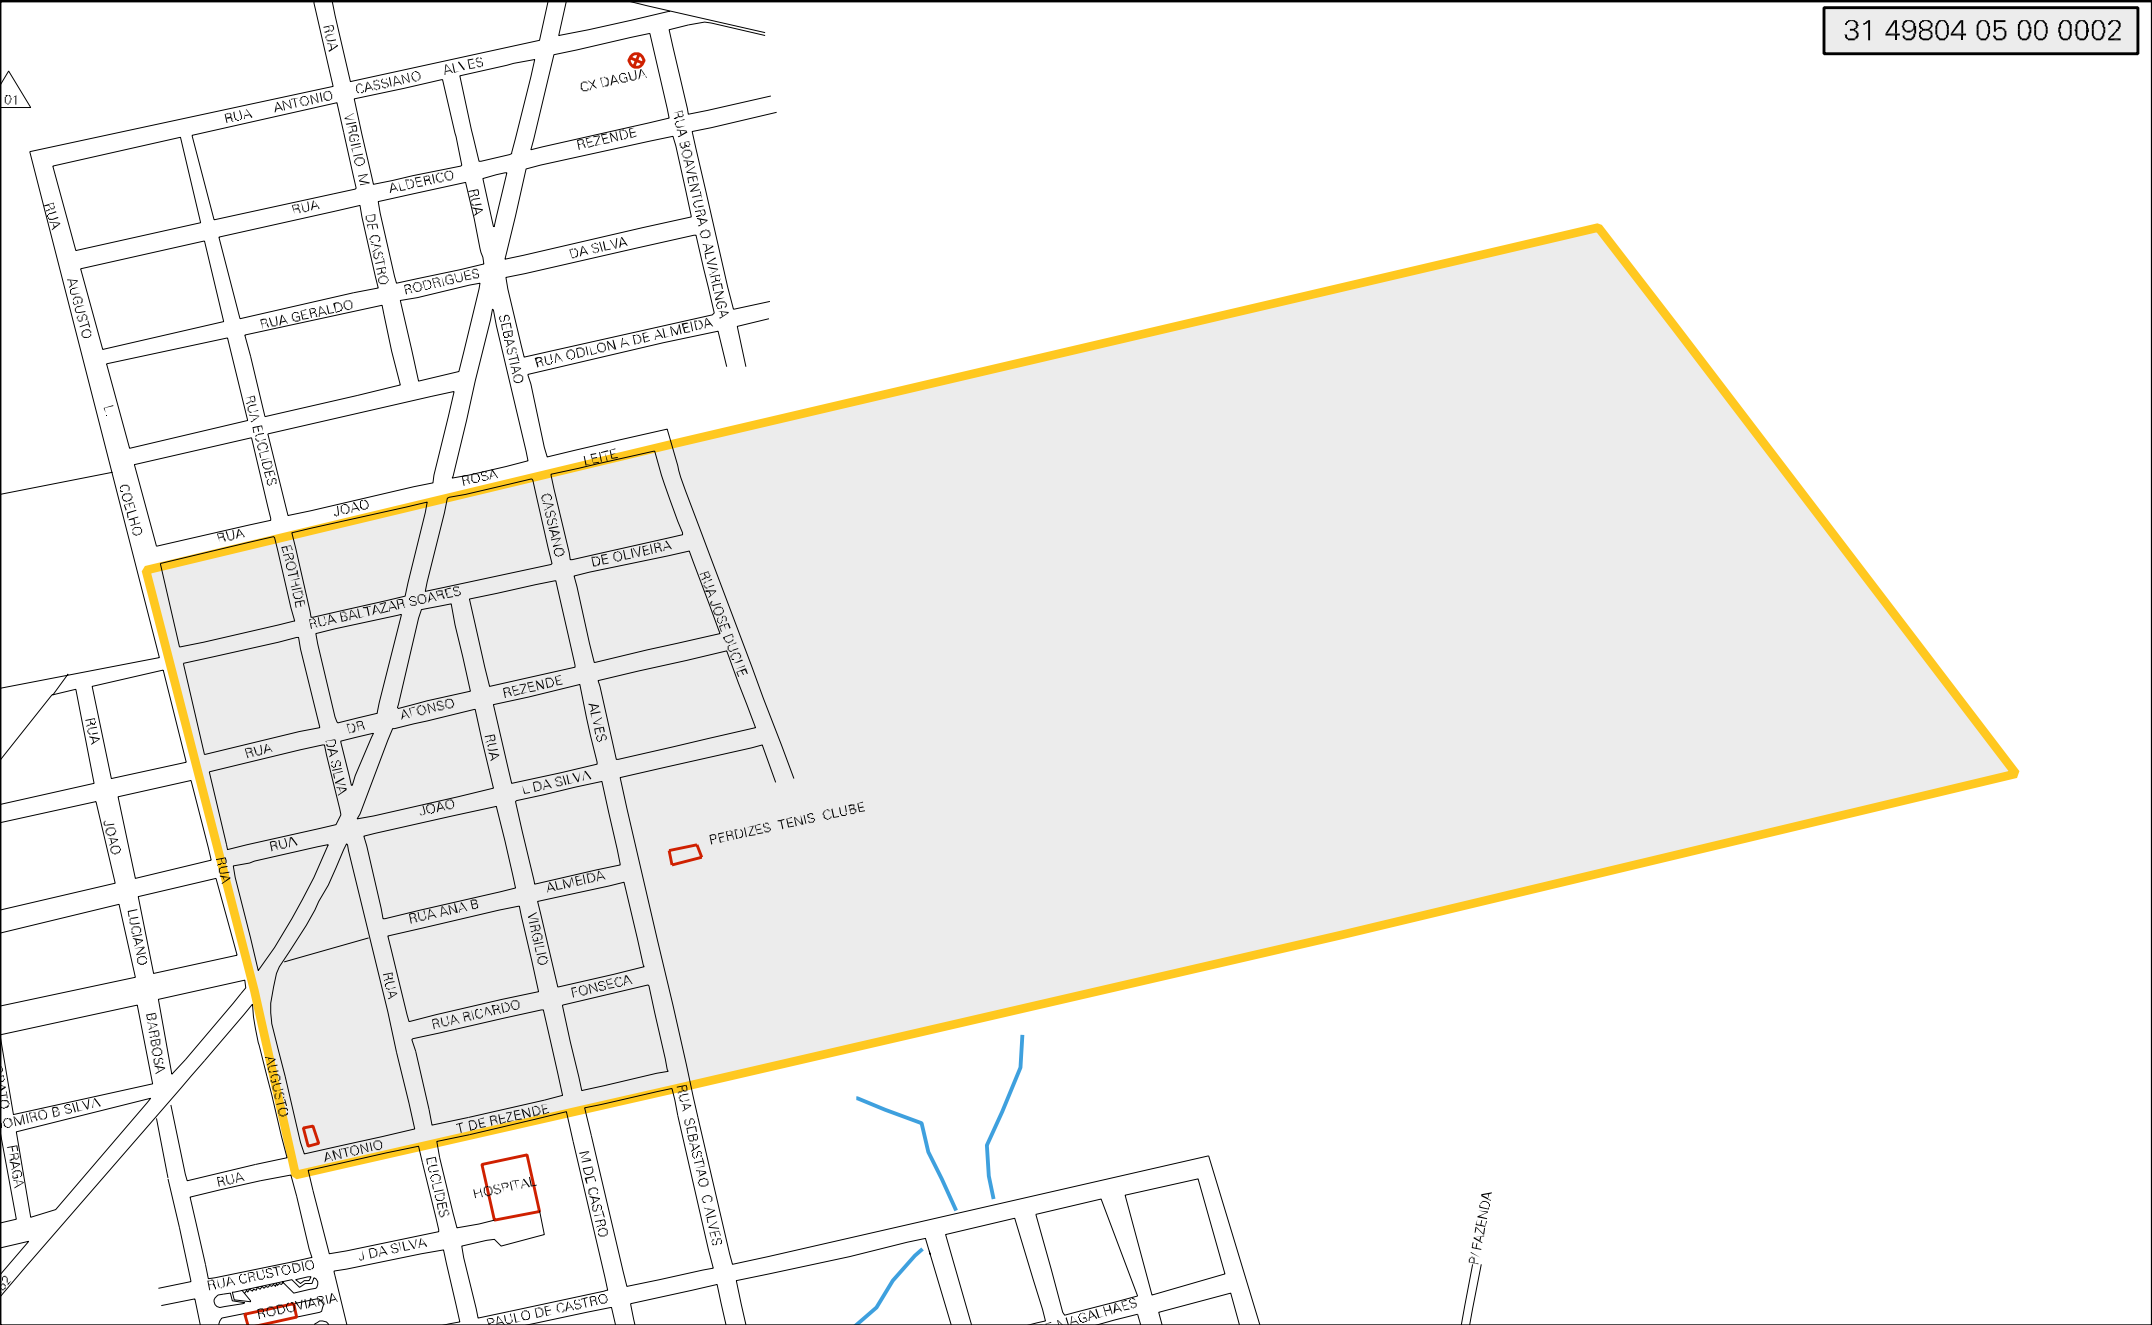 31 49804 05 00 0002
01
RUA
RUA ANTONIO CASSIANO ALVES
CX DAGUA
VIRGILIO M
DE CASTRO
RUA ALDERICO REZENDE
RUA BOAVENTURA O ALVARENGA
RUA
AUGUSTO
L.
COELHO
RUA
SEBASTIAO
CASSIANO
ALVES
RUA GERALDO RODRIGUES DA SILVA
RUA ODILON A DE ALMEIDA
RUA EUCLIDES
EROTHIDE
DA SILVA
RUA JOAO ROSA LEITE
RUA BALTAZAR SOARES DE OLIVEIRA
RUA JOSE DUQUE
RUA DR AFONSO REZENDE
RUA JOAO L DA SILVA
PERDIZES TENIS CLUBE
RUA
VIRGILIO
M DE CASTRO
RUA ANA B ALMEIDA
RUA
EUCLIDES
RUA RICARDO FONSECA
RUA
JOAO
LUCIANO
BARBOSA
RUA
AUGUSTO
OMIRO B SILVA
FRAGA
RUA ANTONIO T DE REZENDE
HOSPITAL
RUA SEBASTIAO C ALVES
RUA CRUSTODIO J DA SILVA
RODOVIARIA
PAULO DE CASTRO
MAGALHAES
P/ FAZENDA